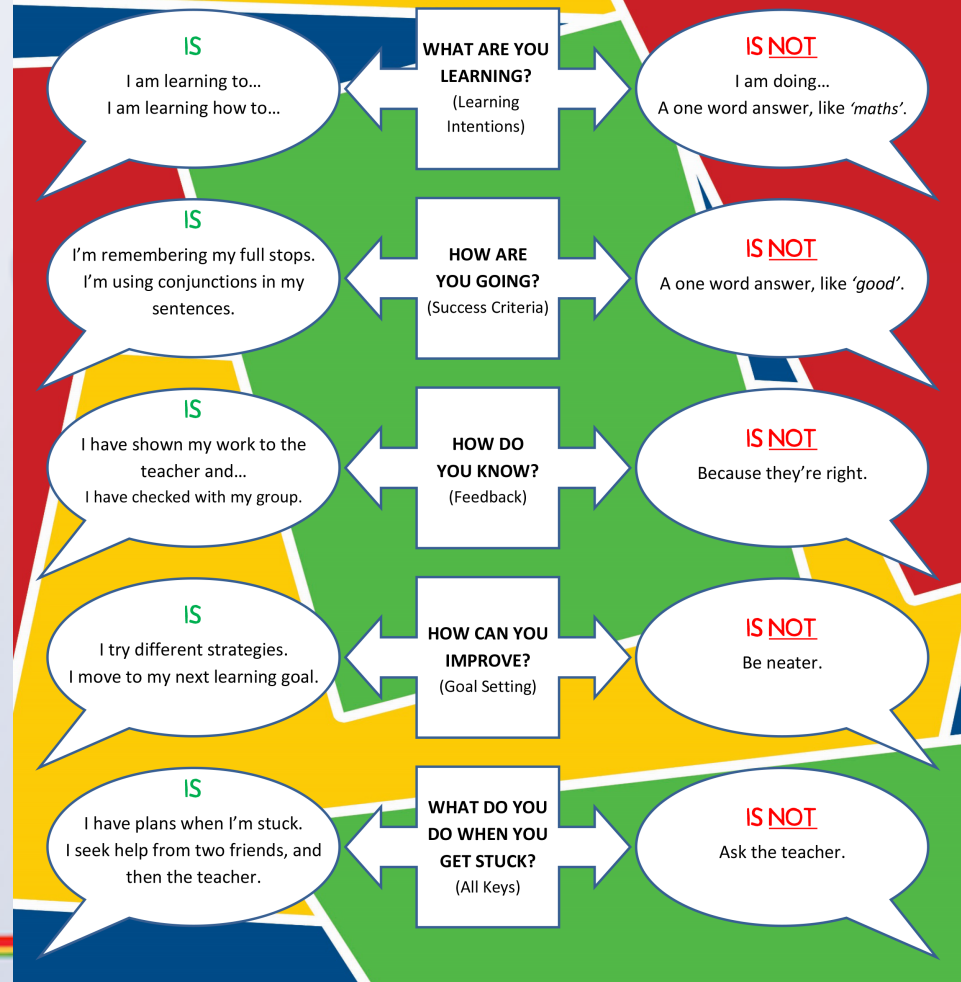 IS
I am learning to…
I am learning how to…
WHAT ARE YOU
LEARNING?
(Learning
Intentions)
IS NOT
I am doing…
A one word answer, like ‘maths’.
IS
I’m remembering my full stops.
I’m using conjunctions in my
sentences.
HOW ARE
YOU GOING?
(Success Criteria)
IS NOT
A one word answer, like ‘good’.
IS
I have shown my work to the
teacher and…
I have checked with my group.
HOW DO
YOU KNOW?
(Feedback)
IS NOT
Because they’re right.
IS
I try different strategies.
I move to my next learning goal.
HOW CAN YOU
IMPROVE?
(Goal Setting)
IS NOT
Be neater.
IS
I have plans when I’m stuck.
I seek help from two friends, and
then the teacher.
WHAT DO YOU
DO WHEN YOU
GET STUCK?
(All Keys)
IS NOT
Ask the teacher.